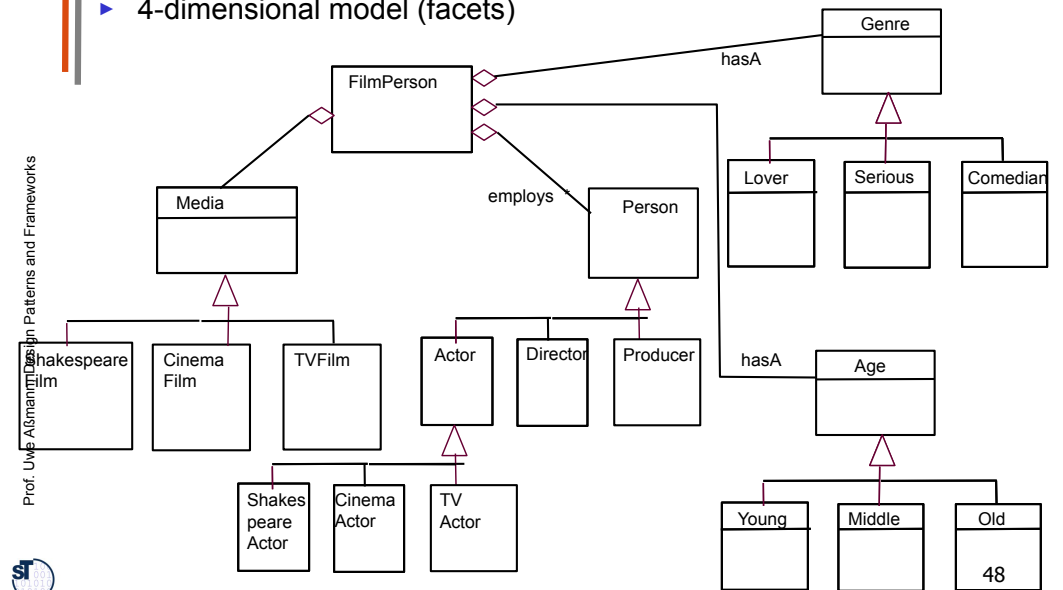 ► 4-dimensional model (facets)
Genre
hasA
FilmPerson
Lover
Serious
Comedian
Media
employs *
Person
Shakespeare
Film
Cinema
Film
TVFilm
Actor
Director
Producer
hasA
Age
Shakes
peare
Actor
Cinema
Actor
TV
Actor
Young
Middle
Old
48
Prof. Uwe Aßmann, Design Patterns and Frameworks
ST